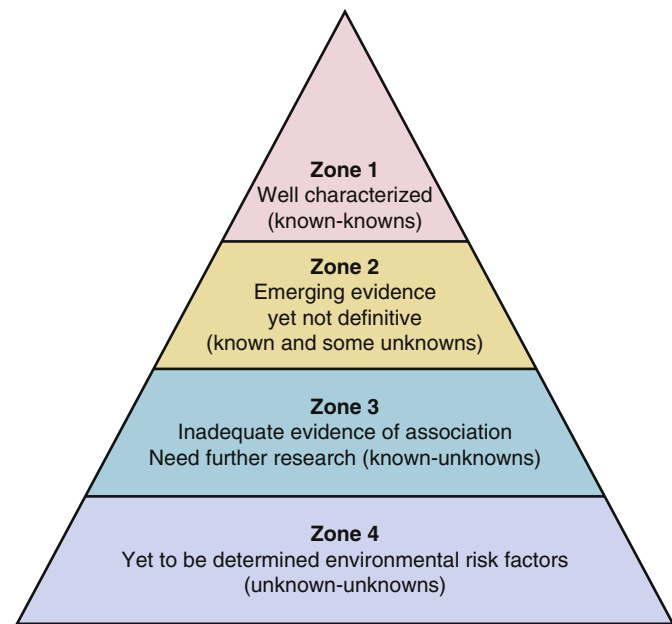 Zone 1
Well characterized
(known-knowns)
Zone 2
Emerging evidence
yet not definitive
(known and some unknowns)
Zone 3
Inadequate evidence of association
Need further research (known-unknowns)
Zone 4
Yet to be determined environmental risk factors
(unknown-unknowns)